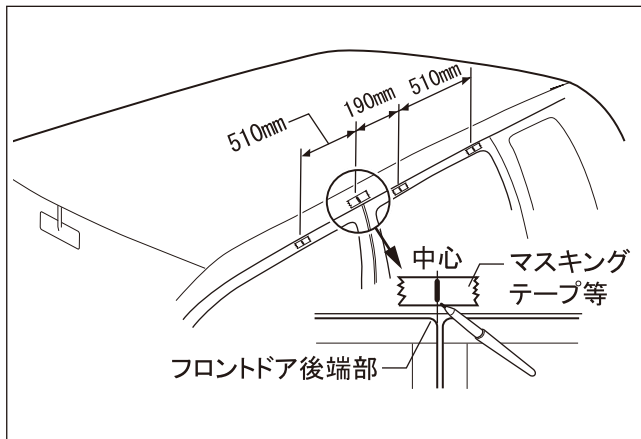 510mm
190mm
510mm
中心
マスキング
テープ等
フロントドア後端部